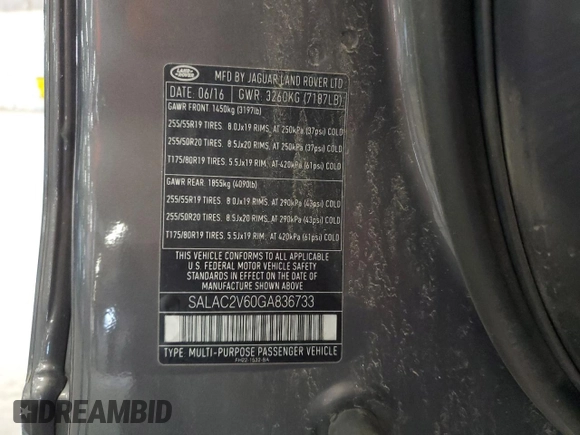 LAND ROVER
MFD BY JAGUAR LAND ROVER LTD
DATE: 06/16 GWR: 3260KG (7187LB)
GAWR FRONT: 1450kg (3197lb)
255/55R19 TIRES. 8.0Jx19 RIMS, AT 250kPa (37psi) COLD
255/50R20 TIRES. 8.5Jx20 RIMS, AT 250kPa (37psi) COLD
T175/80R19 TIRES. 5.5Jx19 RIM, AT 420kPa (61psi) COLD
GAWR REAR: 1855kg (4090lb)
255/55R19 TIRES. 8.0Jx19 RIMS, AT 290kPa (43psi) COLD
255/50R20 TIRES. 8.5Jx20 RIMS, AT 290kPa (43psi) COLD
T175/80R19 TIRES. 5.5Jx19 RIM, AT 420kPa (61psi) COLD
THIS VEHICLE CONFORMS TO ALL APPLICABLE
U.S. FEDERAL MOTOR VEHICLE SAFETY
STANDARDS IN EFFECT ON THE DATE OF
MANUFACTURE SHOWN ABOVE
SALAC2V60GA836733
TYPE: MULTI-PURPOSE PASSENGER VEHICLE
DREAMBID